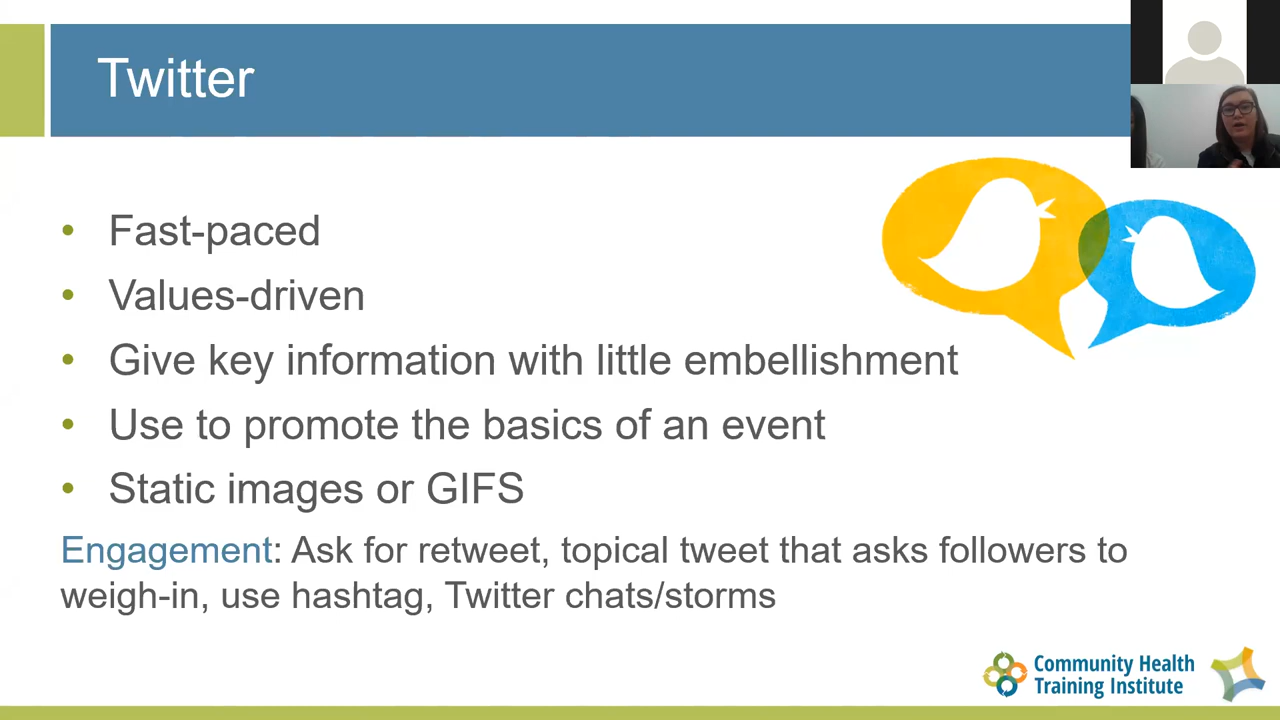 Twitter
• Fast-paced
• Values-driven
• Give key information with little embellishment
• Use to promote the basics of an event
• Static images or GIFS
Engagement: Ask for retweet, topical tweet that asks followers to
weigh-in, use hashtag, Twitter chats/storms
Community Health
Training Institute